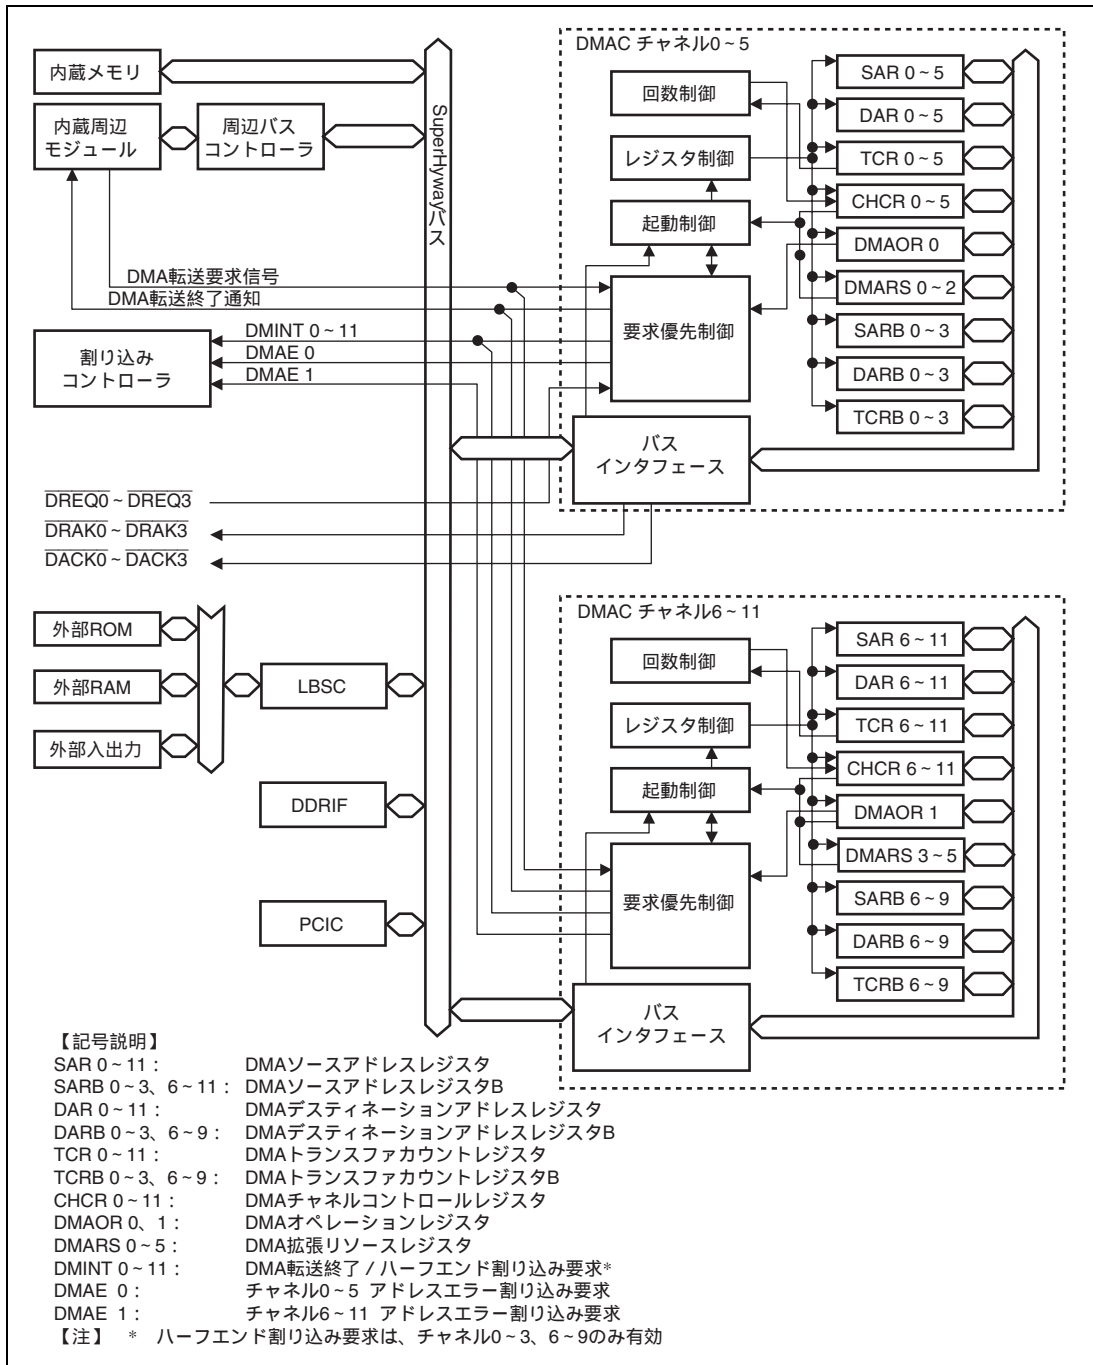 DMAC チャネル0~5
内蔵メモリ
内蔵周辺
モジュール
周辺バス
コントローラ
SuperHywayバス
回数制御
レジスタ制御
起動制御
要求優先制御
バス
インタフェース
SAR 0~5
DAR 0~5
TCR 0~5
CHCR 0~5
DMAOR 0
DMARS 0~2
SARB 0~3
DARB 0~3
TCRB 0~3
DMA転送要求信号
DMA転送終了通知
割り込み
コントローラ
DMINT 0~11
DMAE 0
DMAE 1
DREQ0~DREQ3
DRAK0~DRAK3
DACK0~DACK3
外部ROM
外部RAM
外部入出力
LBSC
DDRIF
PCIC
DMAC チャネル6~11
回数制御
レジスタ制御
起動制御
要求優先制御
バス
インタフェース
SAR 6~11
DAR 6~11
TCR 6~11
CHCR 6~11
DMAOR 1
DMARS 3~5
SARB 6~9
DARB 6~9
TCRB 6~9
【記号説明】
SAR 0~11: DMAソースアドレスレジスタ
SARB 0~3、6~11: DMAソースアドレスレジスタB
DAR 0~11: DMAデスティネーションアドレスレジスタ
DARB 0~3、6~9: DMAデスティネーションアドレスレジスタB
TCR 0~11: DMAトランスファカウントレジスタ
TCRB 0~3、6~9: DMAトランスファカウントレジスタB
CHCR 0~11: DMAチャネルコントロールレジスタ
DMAOR 0、1: DMAオペレーションレジスタ
DMARS 0~5: DMA拡張リソースレジスタ
DMINT 0~11: DMA転送終了/ハーフエンド割り込み要求*
DMAE 0: チャネル0~5 アドレスエラー割り込み要求
DMAE 1: チャネル6~11 アドレスエラー割り込み要求
【注】 * ハーフエンド割り込み要求は、チャネル0~3、6~9のみ有効